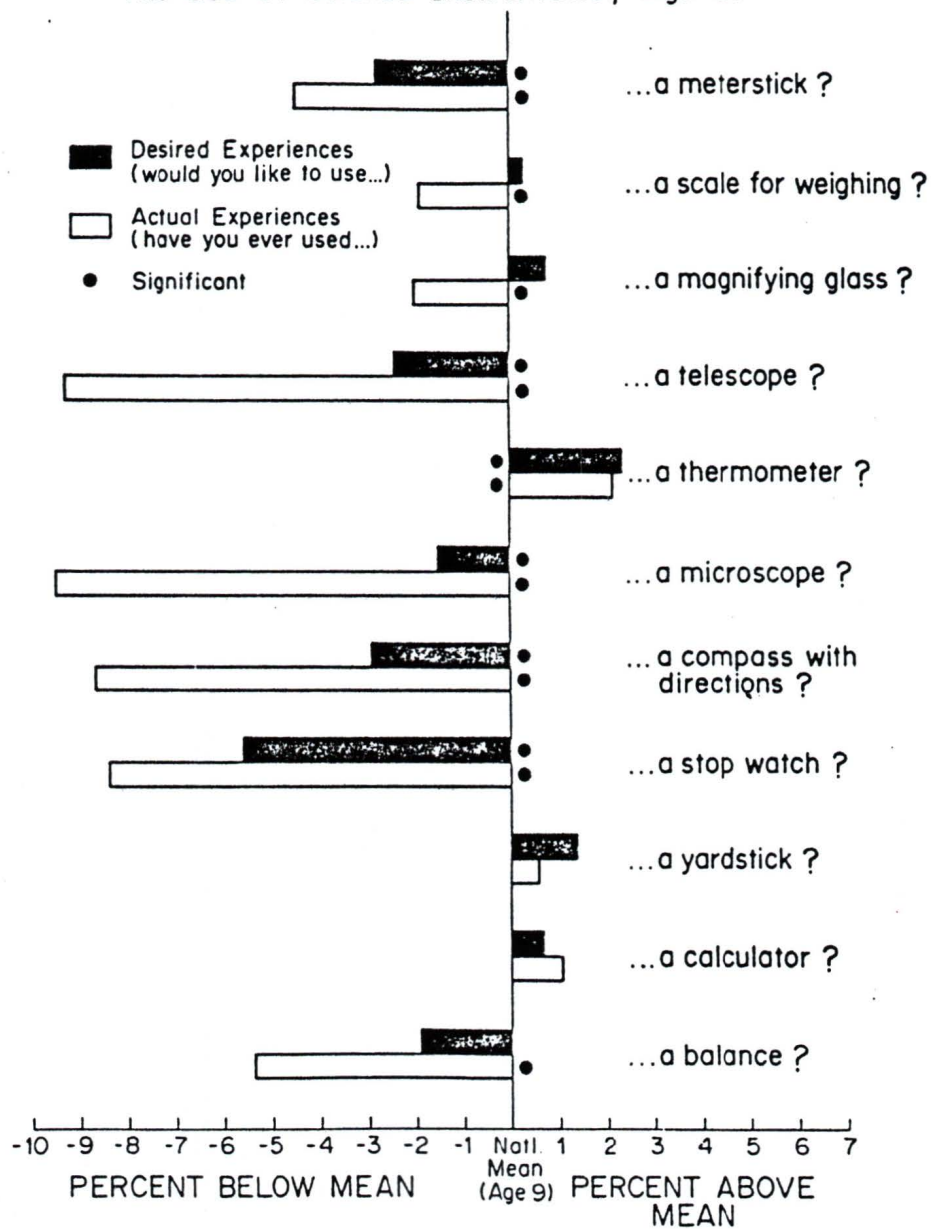 ...a meterstick ?
Desired Experiences
(would you like to use...)
...a scale for weighing ?
Actual Experiences
(have you ever used...)
Significant
...a magnifying glass ?
...a telescope ?
...a thermometer ?
...a microscope ?
...a compass with
directions ?
...a stop watch ?
...a yardstick ?
...a calculator ?
...a balance ?
-10 -9 -8 -7 -6 -5 -4 -3 -2 -1 Natl. 1 2 3 4 5 6 7
Mean
(Age 9)
PERCENT BELOW MEAN PERCENT ABOVE
MEAN